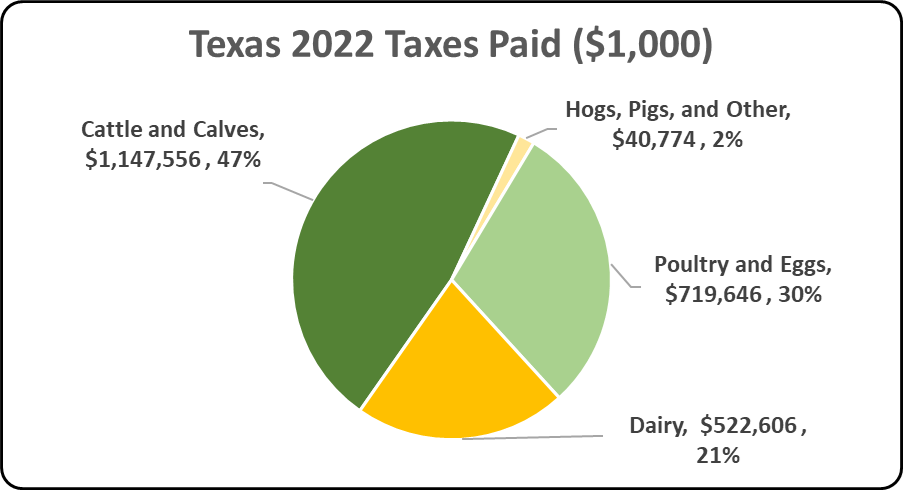 Texas 2022 Taxes Paid ($1,000)
Hogs, Pigs, and Other,
$40,774 , 2%
Cattle and Calves,
$1,147,556 , 47%
Poultry and Eggs,
$719,646 , 30%
Dairy,  $522,606 ,
21%